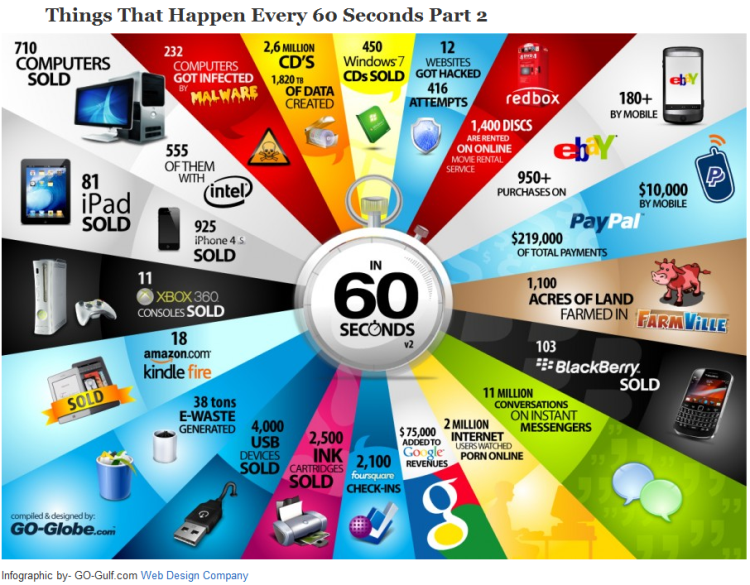 Things That Happen Every 60 Seconds Part 2
710
COMPUTERS
SOLD
232
COMPUTERS
GOT INFECTED
BY
MALWARE
2,6 MILLION
CD'S
1,820 TB
OF DATA
CREATED
450
Windows7
CDs SOLD
12
WEBSITES
GOT HACKED
416
ATTEMPTS
redbox
1,400 DISCS
ARE RENTED
ON ONLINE
MOVIE RENTAL
SERVICE
ebY
180+
BY MOBILE
ebaY
950+
PURCHASES ON
$10,000
BY MOBILE
PayPal
$219,000
OF TOTAL PAYMENTS
555
OF THEM
WITH
intel
81
iPad
SOLD
925
iPhone 4 S
SOLD
11
XBOX 360
CONSOLES SOLD
IN
60
SECONDS
v2
1,100
ACRES OF LAND
FARMED IN
FARMVILLE
103
BlackBerry
SOLD
18
amazon.com
kindle fire
SOLD
38 tons
E-WASTE
GENERATED
4,000
USB
DEVICES
SOLD
2,500
INK
CARTRIDGES
SOLD
2,100
foursquare
CHECK-INS
$75,000
ADDED TO
Google
REVENUES
g
2 MILLION
INTERNET
USERS WATCHED
PORN ONLINE
11 MILLION
CONVERSATIONS
ON INSTANT
MESSENGERS
compiled & designed by:
GO-Globe.com
Infographic by- GO-Gulf.com Web Design Company